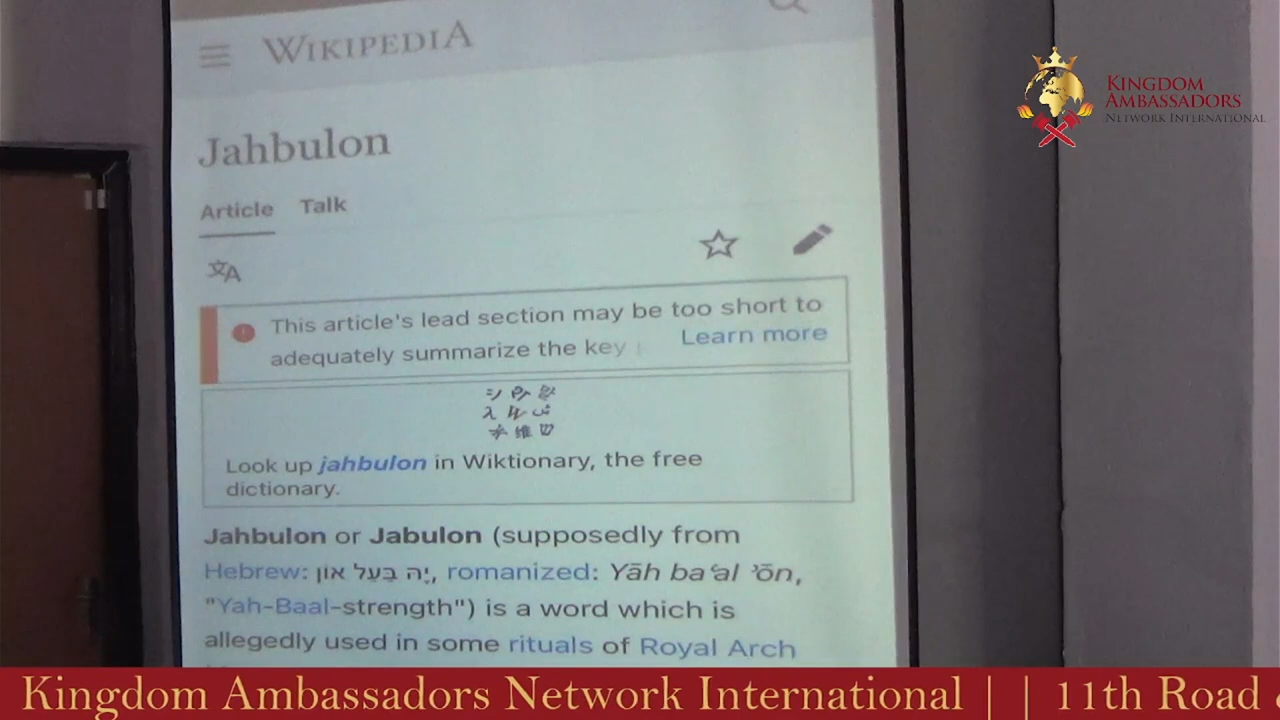 WIKIPEDIA
Jahbulon
Article Talk
This article's lead section may be too short to
adequately summarize the key
Learn more
Look up jahbulon in Wiktionary, the free
dictionary.
Jahbulon or Jabulon (supposedly from
Hebrew: יָהּ בַּעַל אוֹן, romanized: Yāh baʿal ʾōn,
"Yah-Baal-strength") is a word which is
allegedly used in some rituals of Royal Arch
KINGDOM
AMBASSADORS
NETWORK INTERNATIONAL
Kingdom Ambassadors Network International | | 11th Road